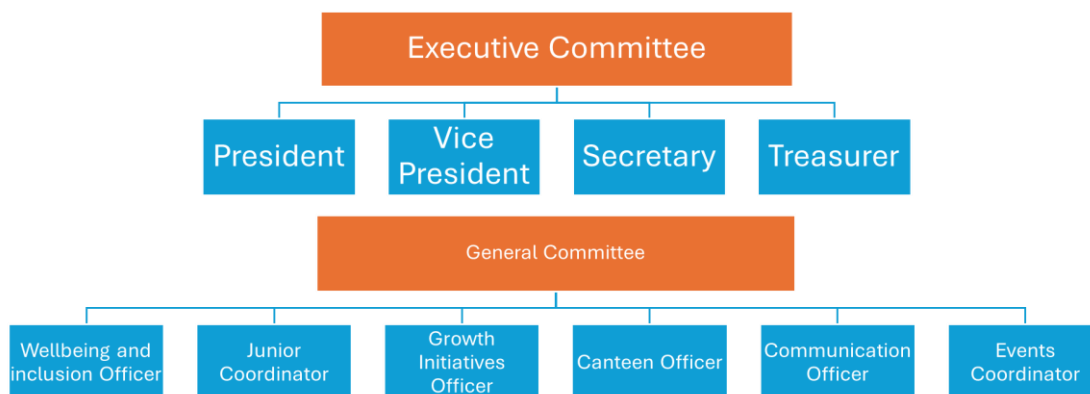 Executive Committee
President
Vice
President
Secretary
Treasurer
General Committee
Wellbeing and
inclusion Officer
Junior
Coordinator
Growth
Initiatives
Officer
Canteen Officer
Communication
Officer
Events
Coordinator